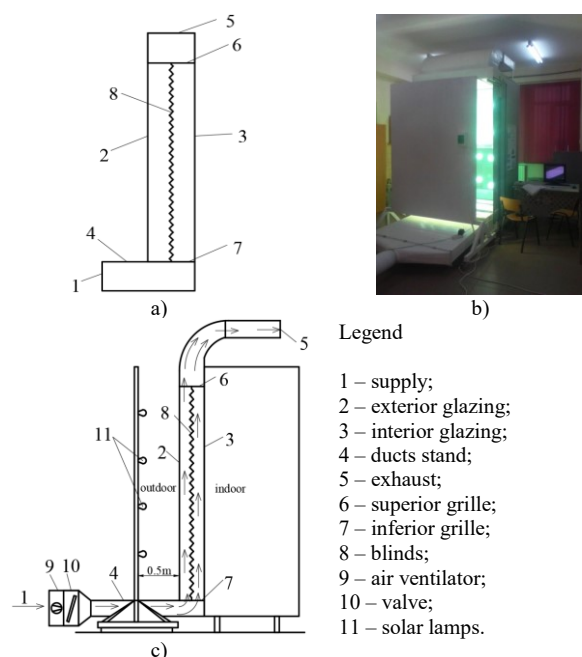 5
6
8
2
3
4
7
1
a)
b)
5
6
8
11
2
3
outdoor
indoor
0.5m
9 10
4
7
1
c)
Legend
1 – supply;
2 – exterior glazing;
3 – interior glazing;
4 – ducts stand;
5 – exhaust;
6 – superior grille;
7 – inferior grille;
8 – blinds;
9 – air ventilator;
10 – valve;
11 – solar lamps.